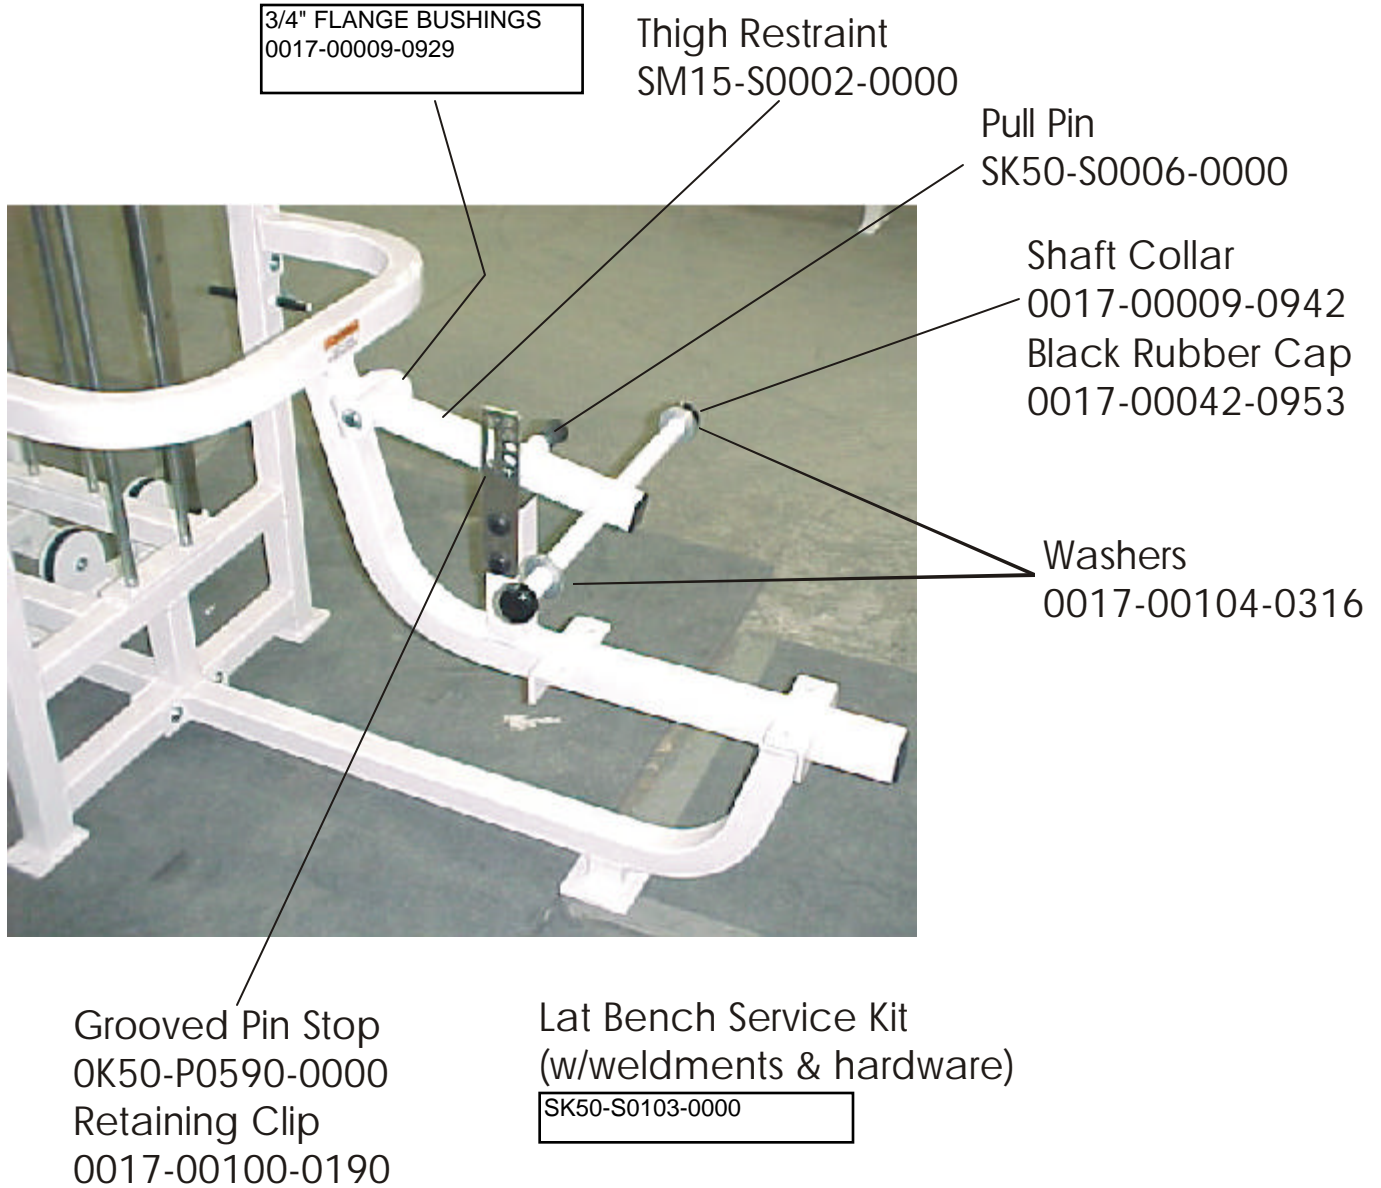 3/4" FLANGE BUSHINGS
0017-00009-0929
Thigh Restraint
SM15-S0002-0000
Pull Pin
SK50-S0006-0000
Shaft Collar
0017-00009-0942
Black Rubber Cap
0017-00042-0953
Washers
0017-00104-0316
Grooved Pin Stop
0K50-P0590-0000
Retaining Clip
0017-00100-0190
Lat Bench Service Kit
(w/weldments & hardware)
SK50-S0103-0000